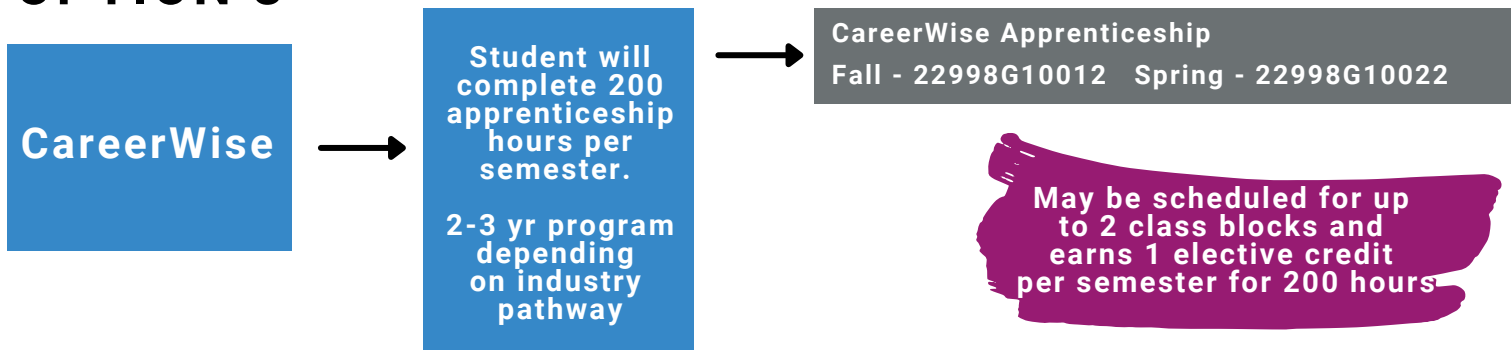 CareerWise
Student will
complete 200
apprenticeship
hours per
semester.
2-3 yr program
depending
on industry
pathway
CareerWise Apprenticeship
Fall - 22998G10012 Spring - 22998G10022
May be scheduled for up
to 2 class blocks and
earns 1 elective credit
per semester for 200 hours